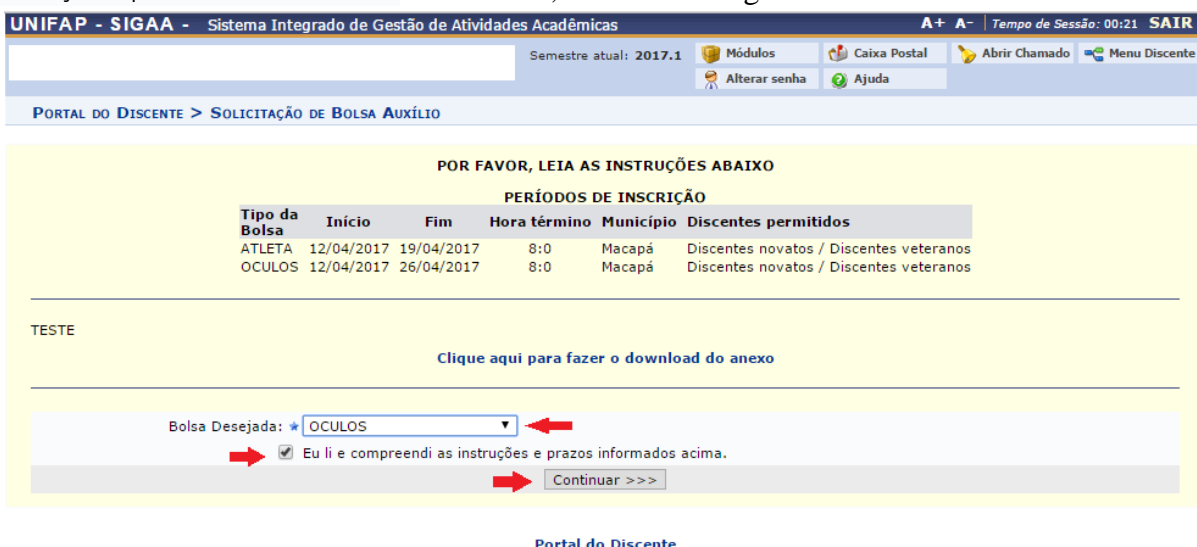 UNIFAP - SIGAA - Sistema Integrado de Gestão de Atividades Acadêmicas A+ A- Tempo de Sessão: 00:21 SAIR
Semestre atual: 2017.1 Módulos Caixa Postal Abrir Chamado Menu Discente
Alterar senha Ajuda
PORTAL DO DISCENTE > SOLICITAÇÃO DE BOLSA AUXÍLIO
POR FAVOR, LEIA AS INSTRUÇÕES ABAIXO
PERÍODOS DE INSCRIÇÃO
Tipo da Bolsa Início Fim Hora término Município Discentes permitidos
ATLETA 12/04/2017 19/04/2017 8:0 Macapá Discentes novatos / Discentes veteranos
OCULOS 12/04/2017 26/04/2017 8:0 Macapá Discentes novatos / Discentes veteranos
TESTE
Clique aqui para fazer o download do anexo
Bolsa Desejada: OCULOS
Eu li e compreendi as instruções e prazos informados acima.
Continuar >>>
Portal do Discente